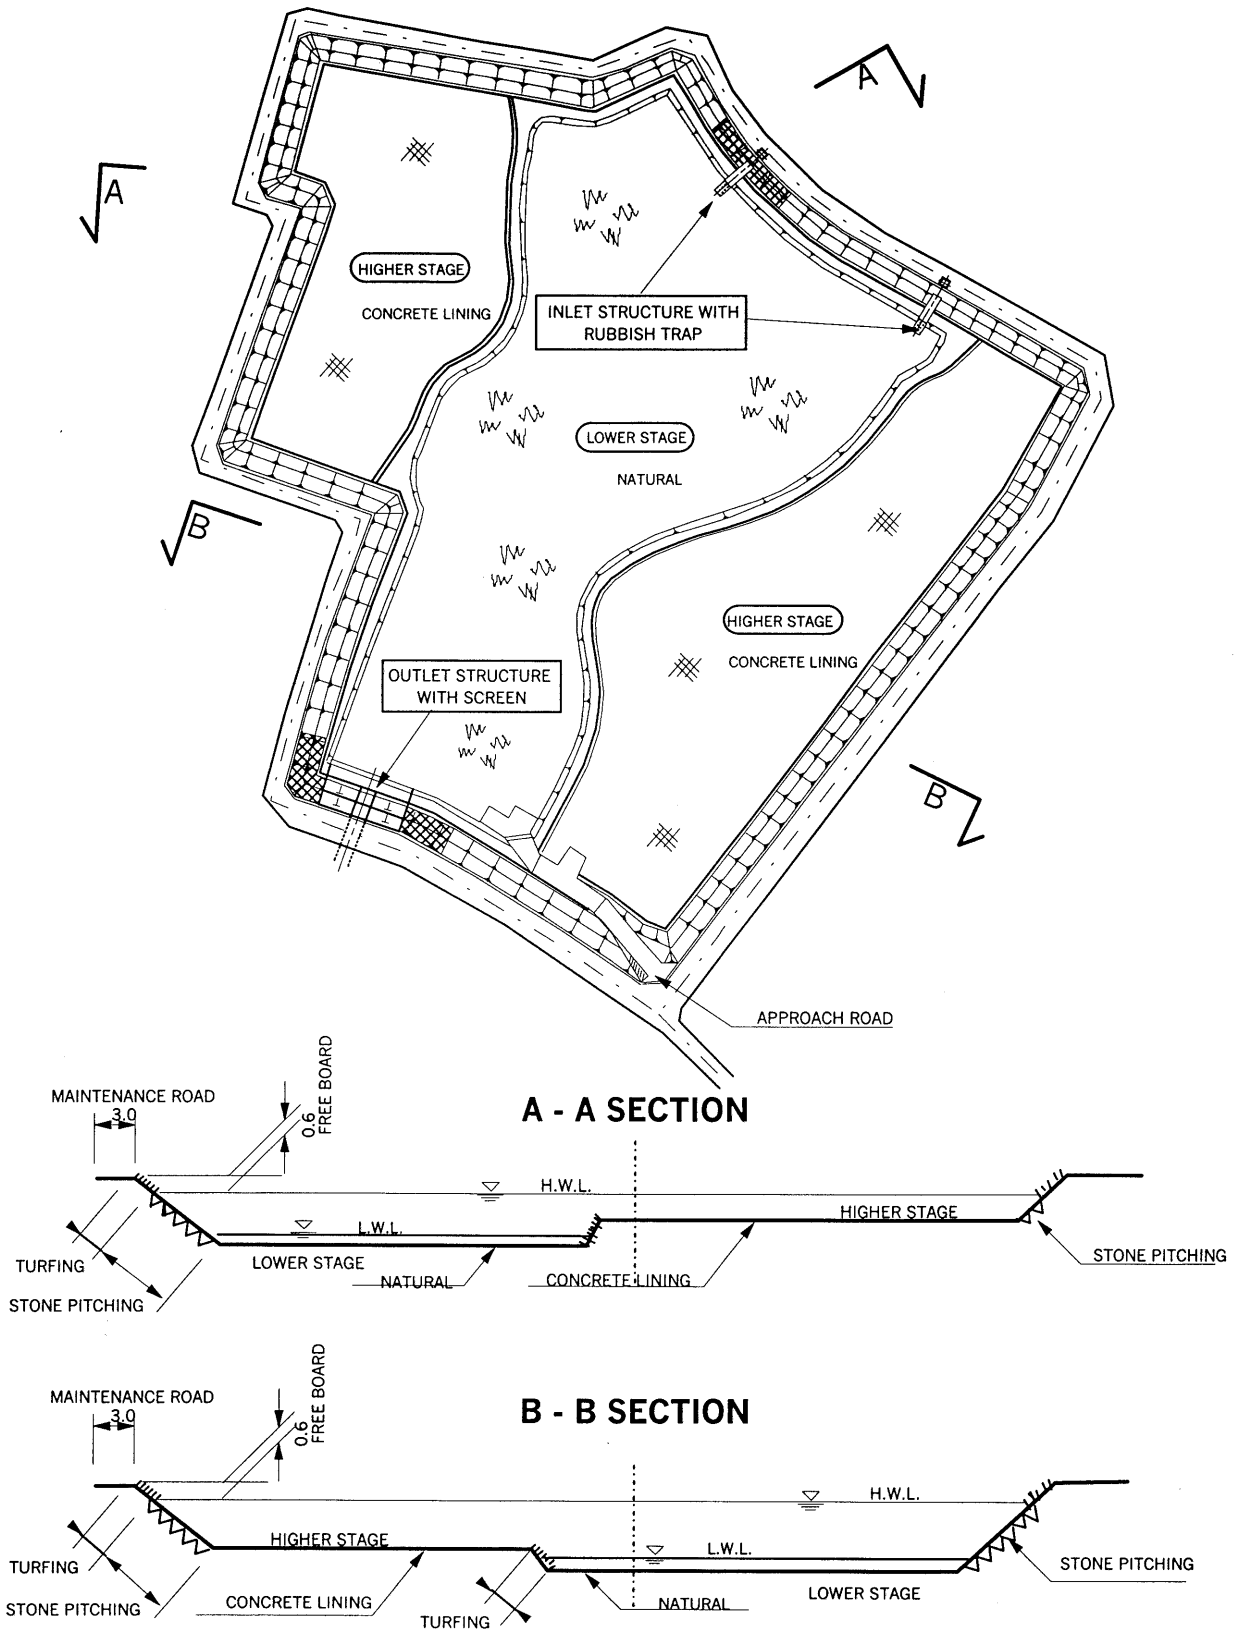 A
A
HIGHER STAGE
CONCRETE LINING
INLET STRUCTURE WITH
RUBBISH TRAP
LOWER STAGE
NATURAL
B
HIGHER STAGE
CONCRETE LINING
OUTLET STRUCTURE
WITH SCREEN
B
APPROACH ROAD
A - A SECTION
MAINTENANCE ROAD
3.0
0.6
FREE BOARD
H.W.L.
L.W.L.
HIGHER STAGE
LOWER STAGE
STONE PITCHING
TURFING
NATURAL
CONCRETE LINING
STONE PITCHING
B - B SECTION
MAINTENANCE ROAD
3.0
0.6
FREE BOARD
H.W.L.
HIGHER STAGE
L.W.L.
STONE PITCHING
TURFING
LOWER STAGE
CONCRETE LINING
NATURAL
STONE PITCHING
TURFING